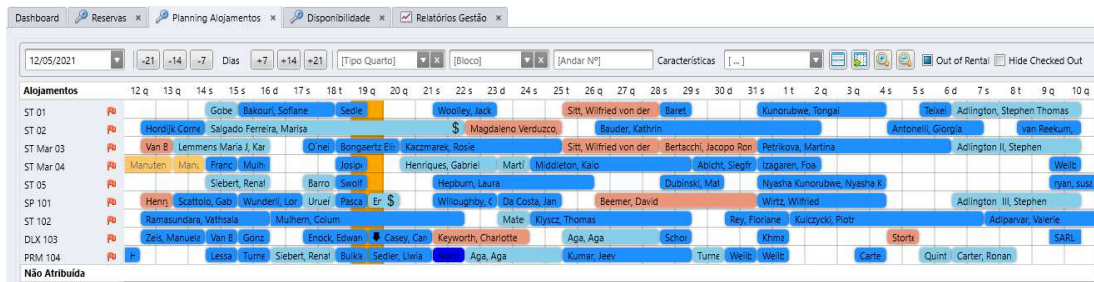 Dashboard Reservas × Planning Alojamentos × Disponibilidade × Relatórios Gestão ×
12/05/2021 -21 -14 -7 Dias +7 +14 +21 [Tipo Quarto] × [Bloco] × [Andar Nº] Características [ ... ] Out of Rental Hide Checked Out
Alojamentos 12 q 13 q 14 s 15 s 16 d 17 s 18 t 19 q 20 q 21 s 22 s 23 d 24 s 25 t 26 q 27 q 28 s 29 s 30 d 31 s 1 t 2 q 3 q 4 s 5 s 6 d 7 s 8 t 9 q 10 q
ST 01 Gobe Bakouri, Sofiane Sedle Woolley, Jack Sitt, Wilfried von der Baret Kunorubwe, Tongai Teixei Adlington, Stephen Thomas
ST 02 Hordijk Corne Salgado Ferreira, Marisa $ Magdaleno Verduzco, Bauder, Kathrin Antonelli, Giorgia van Reekum,
ST Mar 03 Van B Lemmens Maria J, Kar O'nei Bongaertz Eli Kaczmarek, Rosie Sitt, Wilfried von der Bertacchi, Jacopo Ron Petrikova, Martina Adlington II, Stephen
ST Mar 04 Manuten Manu Franc Mulh Josip Henriques, Gabriel Martí Middleton, Kaio Abicht, Siegfr Izagaren, Foa Weilb
ST 05 Siebert, Renat Barro Swolf Hepburn, Laura Dubinski, Mat Nyasha Kunorubwe, Nyasha K ryan, susa
SP 101 Henn Scattolo, Gab Wunderli, Lor Uruei Pasca Er $ Willoughby, C Da Costa, Jan Beemer, David Wirtz, Wilfried Adlington III, Stephen
ST 102 Ramasundara, Vathsala Mulhern, Colum Mate Klyscz, Thomas Rey, Floriane Kulczycki, Piotr Adiparvar, Valerie
DLX 103 Zeis, Manuela Van B Gonz Enock, Edwan Casey, Car Keyworth, Charlotte Aga, Aga Schor Khma Storte SARL
PRM 104 H Lessa Turne Siebert, Renat Bulkle Sedler, Liwia Aga, Aga Kumar, Jeev Turne Weilb Weilb Carte Quint Carter, Ronan
Não Atribuída